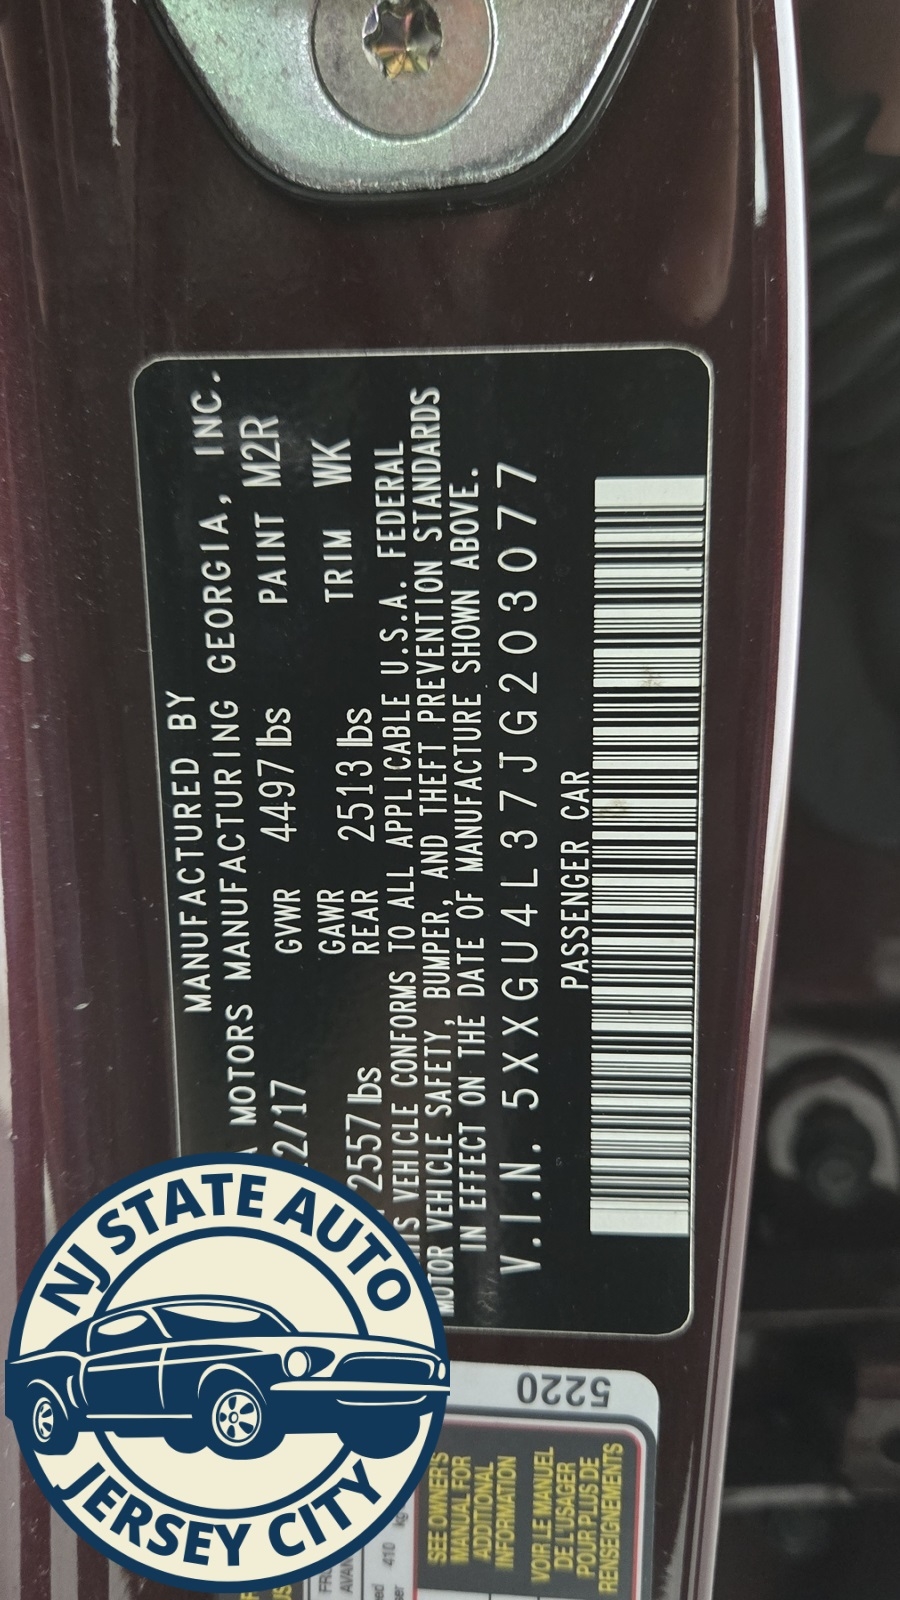 MANUFACTURED BY
MOTORS MANUFACTURING GEORGIA, INC.
2/17 GVWR 4497 lbs PAINT M2R
2557 lbs GAWR REAR 2513 lbs TRIM WK
VEHICLE CONFORMS TO ALL APPLICABLE U.S.A. FEDERAL
MOTOR VEHICLE SAFETY, BUMPER, AND THEFT PREVENTION STANDARDS
IN EFFECT ON THE DATE OF MANUFACTURE SHOWN ABOVE.
V.I.N. 5XXGU4L37JG203077
PASSENGER CAR
5220
SEE OWNER'S
MANUAL FOR
ADDITIONAL
INFORMATION
VOIR LE MANUEL
DE L'USAGER
POUR PLUS DE
RENSEIGNEMENTS
410 kg
NJ STATE AUTO
JERSEY CITY